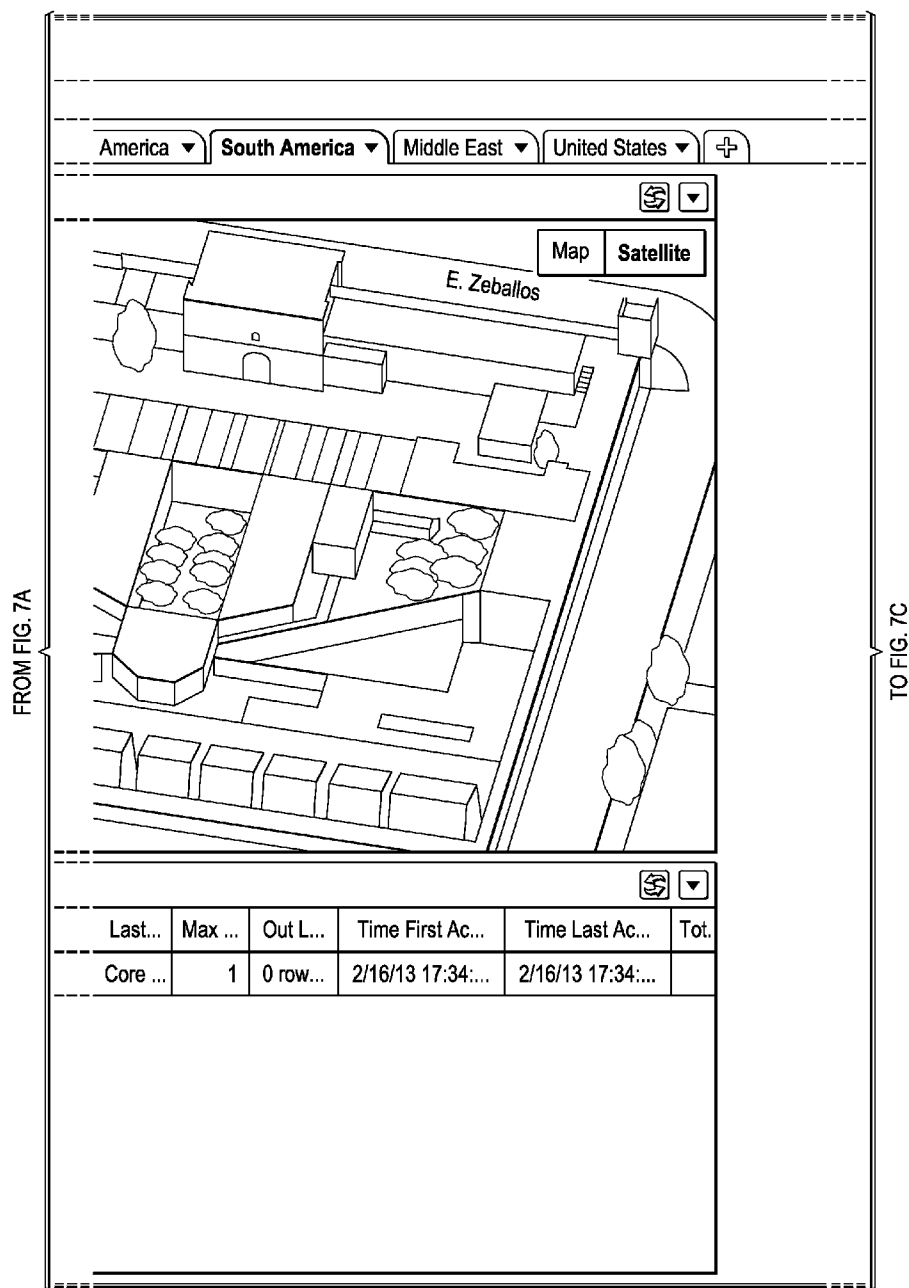 America ▼ South America ▼ Middle East ▼ United States ▼
Map Satellite
E. Zeballos
FROM FIG. 7A
TO FIG. 7C
Last... Max ... Out L... Time First Ac... Time Last Ac... Tot.
Core ... 1 0 row... 2/16/13 17:34:... 2/16/13 17:34:...